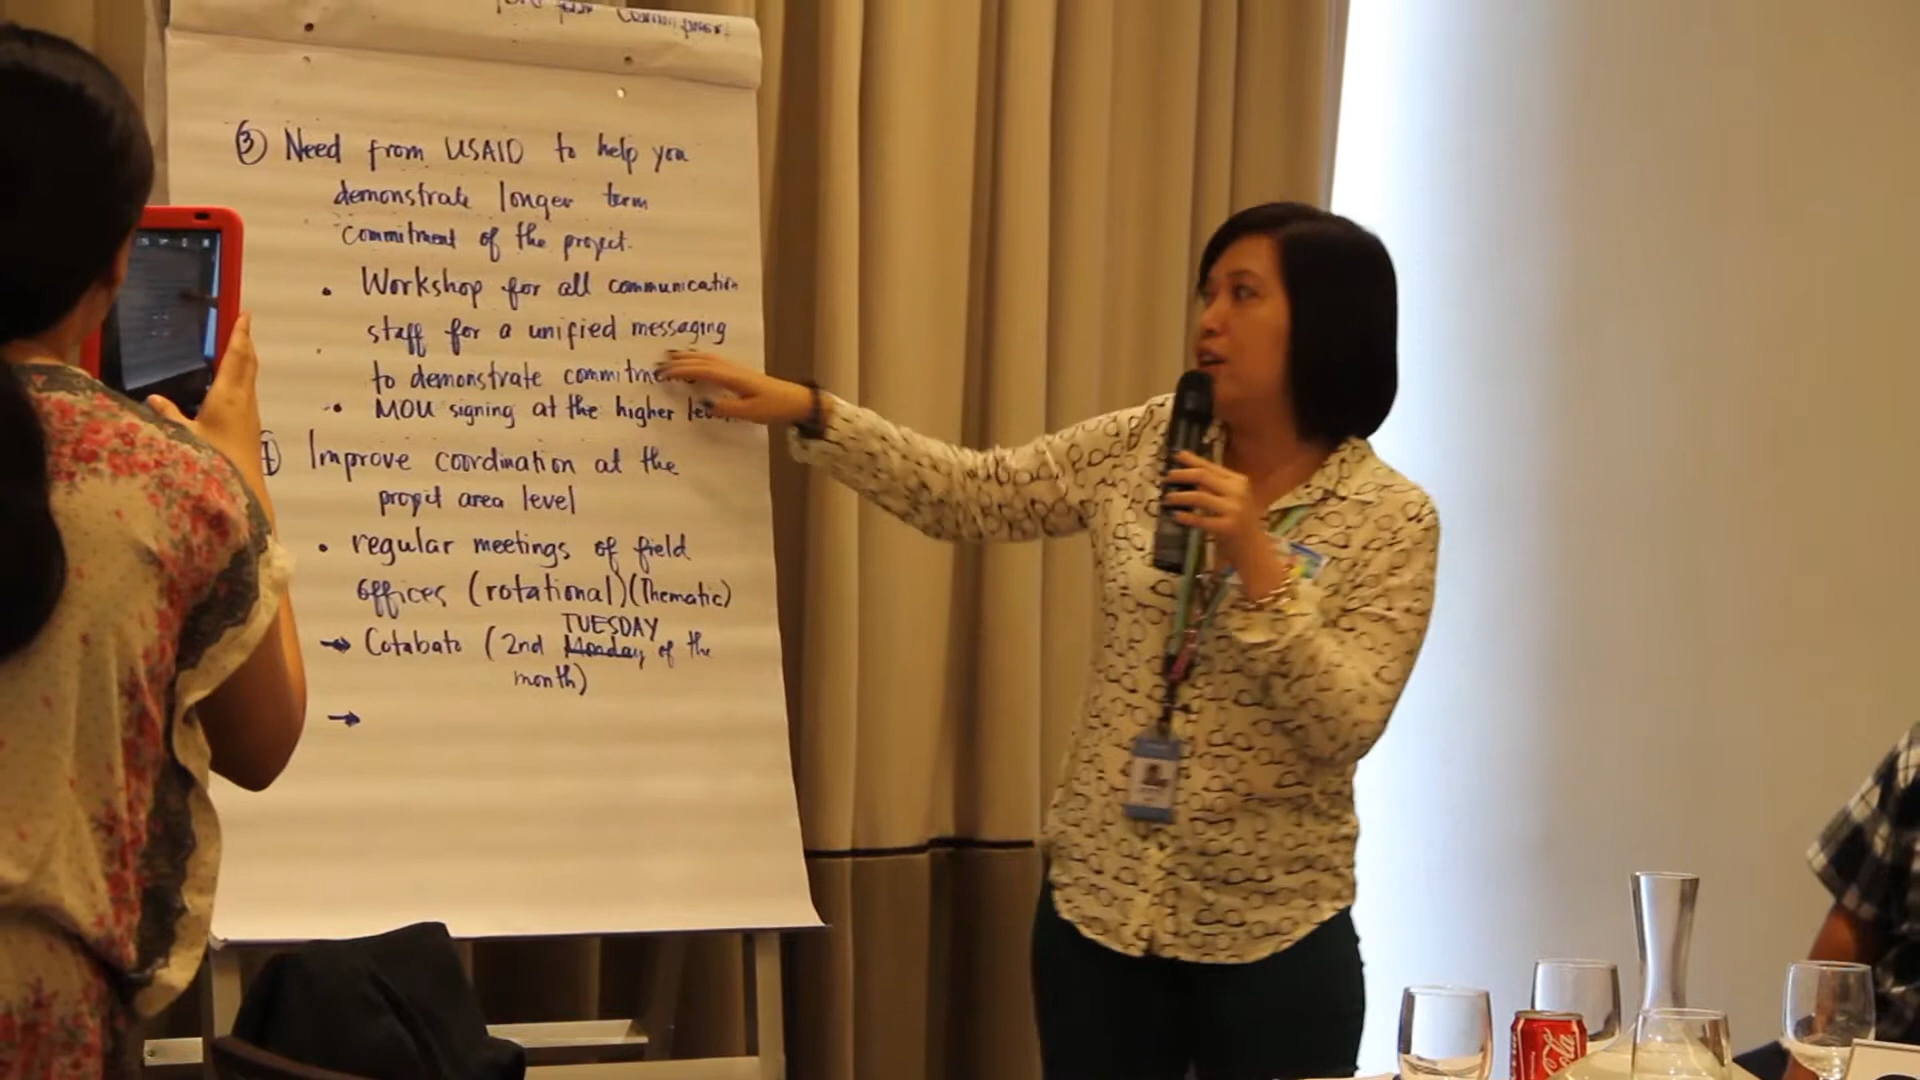 ③ Need from USAID to help you
demonstrate longer term
commitment of the project.
• Workshop for all communication
staff for a unified messaging
to demonstrate
• MOU signing at the higher
Improve coordination at the
project area level
• regular meetings of field
offices (rotational) (Thematic)
TUESDAY
→ Cotabato (2nd Monday of the
month)
→
Coca-Cola